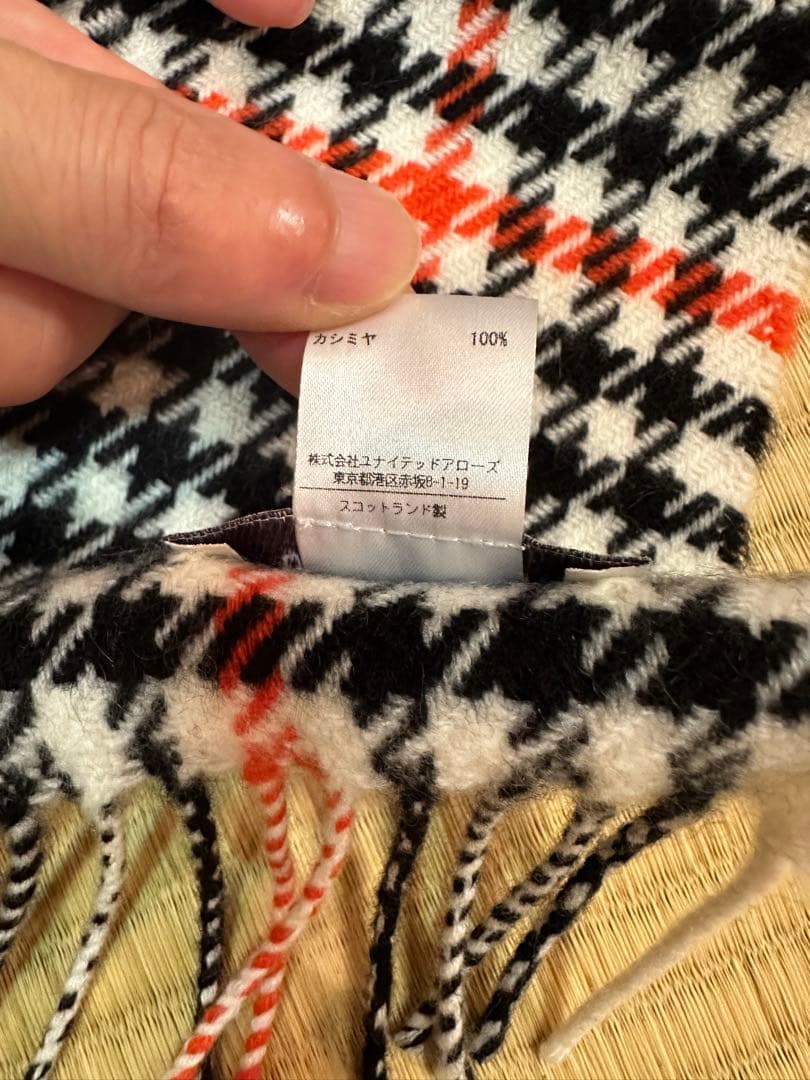 カシミヤ 100%
株式会社ユナイテッドアローズ
東京都港区赤坂8-1-19
スコットランド製